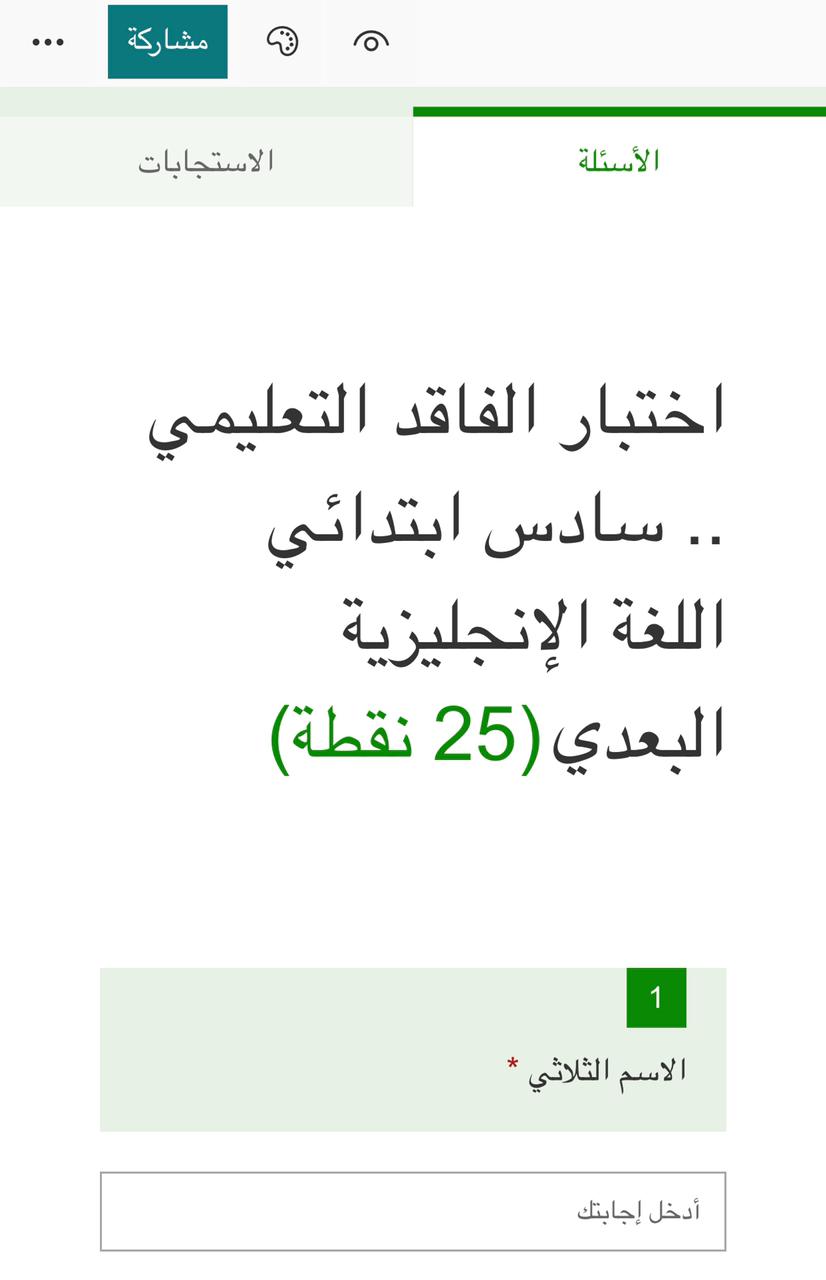 مشاركة
الأسئلة
الاستجابات
اختبار الفاقد التعليمي
.. سادس ابتدائي
اللغة الإنجليزية
البعدي (25 نقطة)
1
الاسم الثلاثي *
أدخل إجابتك